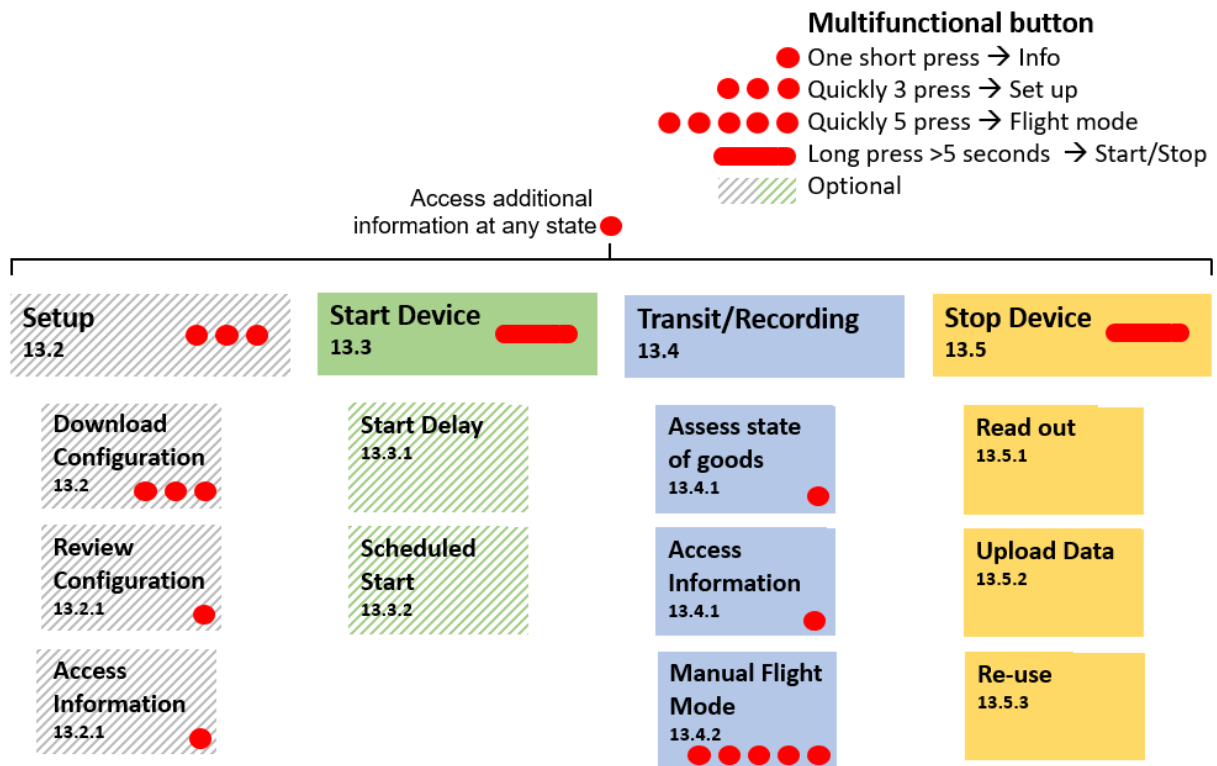 Multifunctional button
One short press → Info
Quickly 3 press → Set up
Quickly 5 press → Flight mode
Long press >5 seconds → Start/Stop
Optional
Access additional
information at any state
Setup
13.2
Download
Configuration
13.2
Review
Configuration
13.2.1
Access
Information
13.2.1
Start Device
13.3
Start Delay
13.3.1
Scheduled
Start
13.3.2
Transit/Recording
13.4
Assess state
of goods
13.4.1
Access
Information
13.4.1
Manual Flight
Mode
13.4.2
Stop Device
13.5
Read out
13.5.1
Upload Data
13.5.2
Re-use
13.5.3